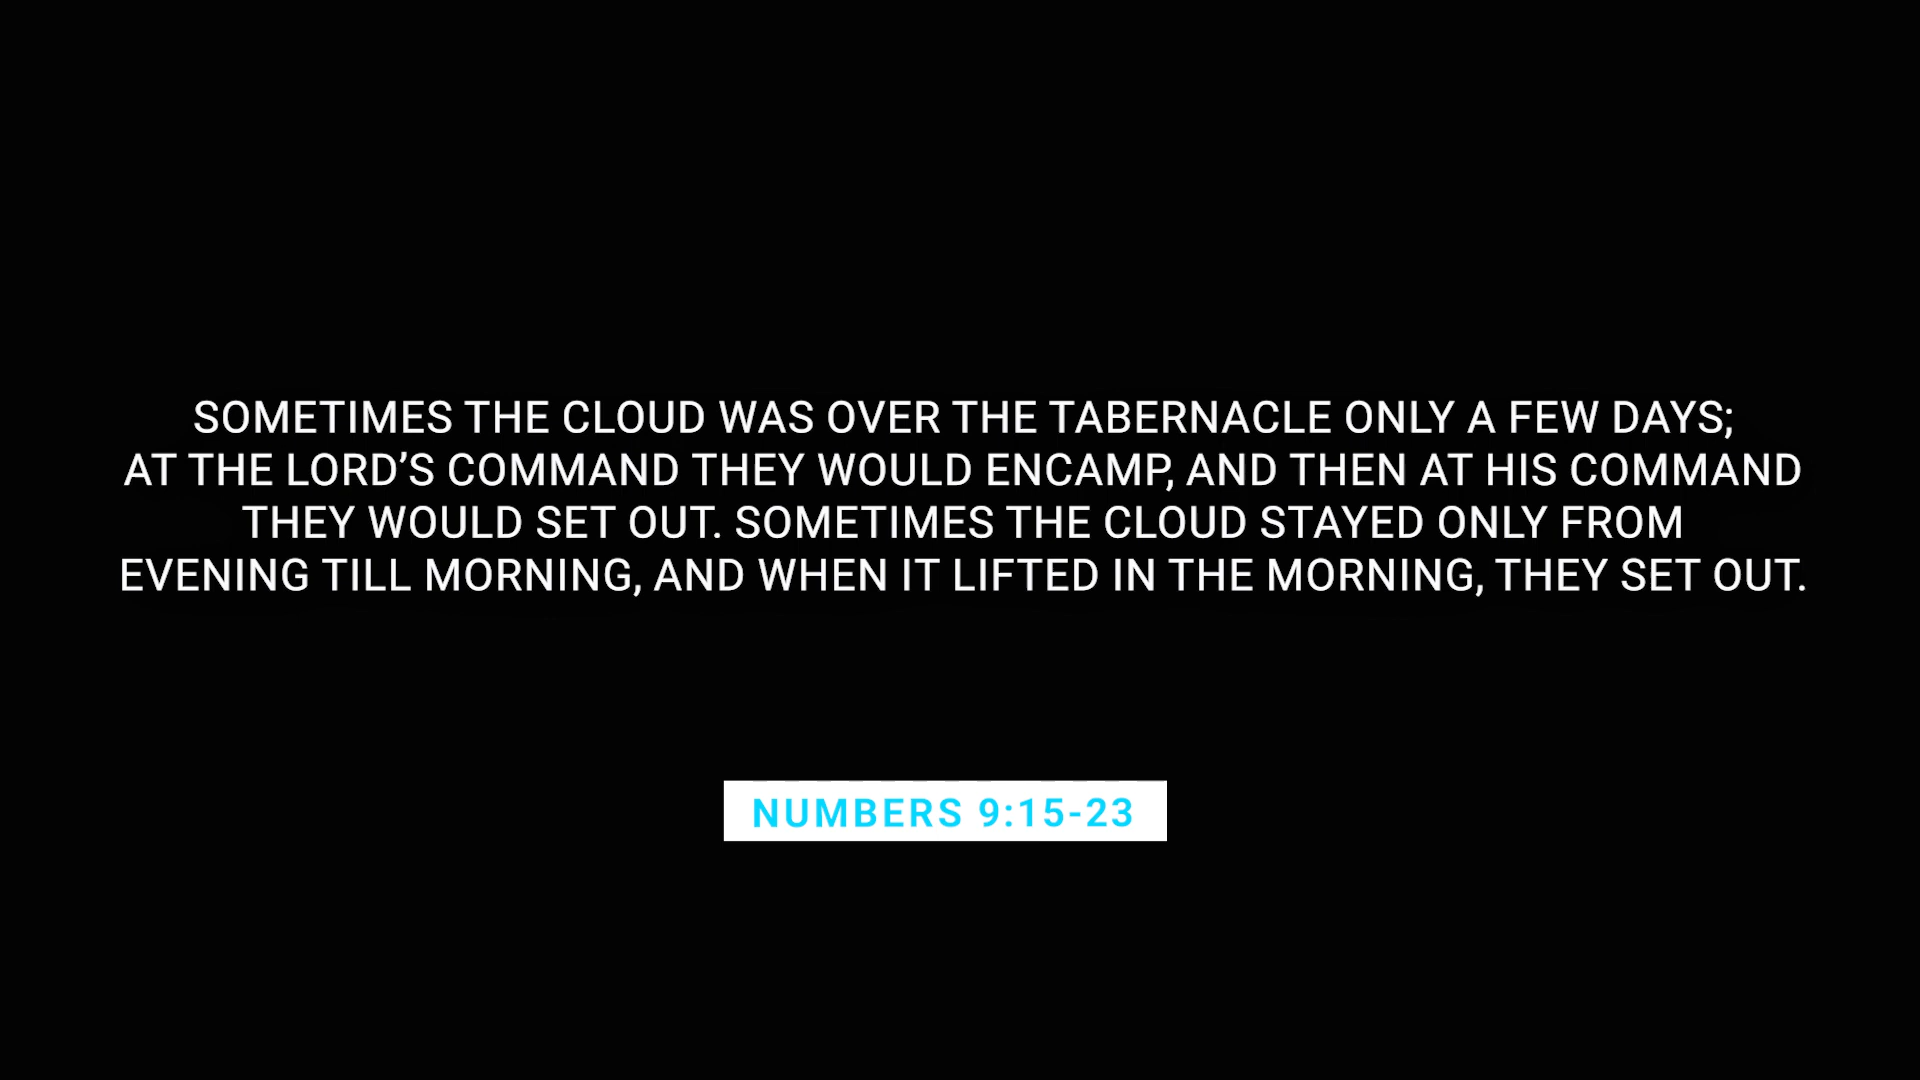 SOMETIMES THE CLOUD WAS OVER THE TABERNACLE ONLY A FEW DAYS;
AT THE LORD’S COMMAND THEY WOULD ENCAMP, AND THEN AT HIS COMMAND
THEY WOULD SET OUT. SOMETIMES THE CLOUD STAYED ONLY FROM
EVENING TILL MORNING, AND WHEN IT LIFTED IN THE MORNING, THEY SET OUT.
NUMBERS 9:15-23